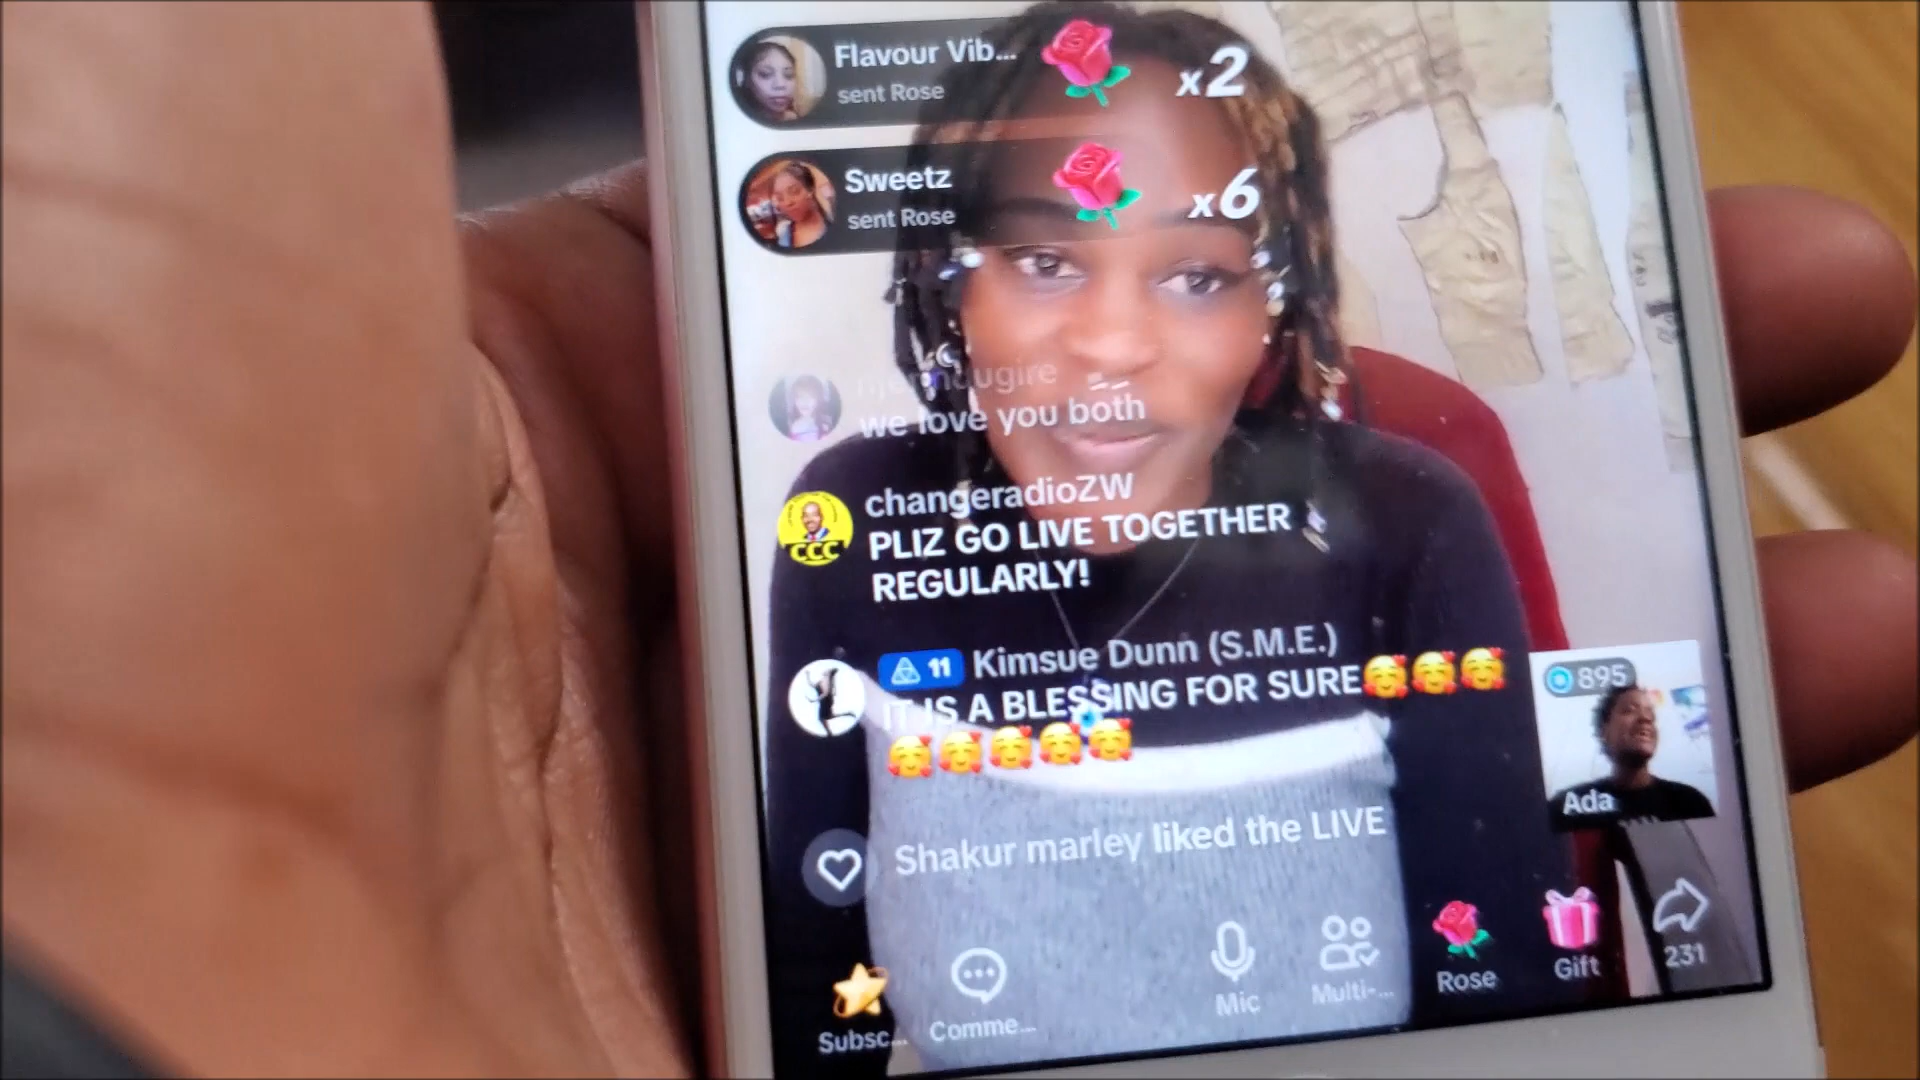 Flavour Vib...
sent Rose
x2
Sweetz
sent Rose
x6
we love you both
changeradioZW
PLIZ GO LIVE TOGETHER
REGULARLY!
CCC
11 Kimsue Dunn (S.M.E.)
IT IS A BLESSING FOR SURE🥰🥰🥰
🥰🥰🥰🥰🥰
895
Ada
Shakur marley liked the LIVE
Subsc...
Comme...
Mic
Multi-...
Rose
Gift
231